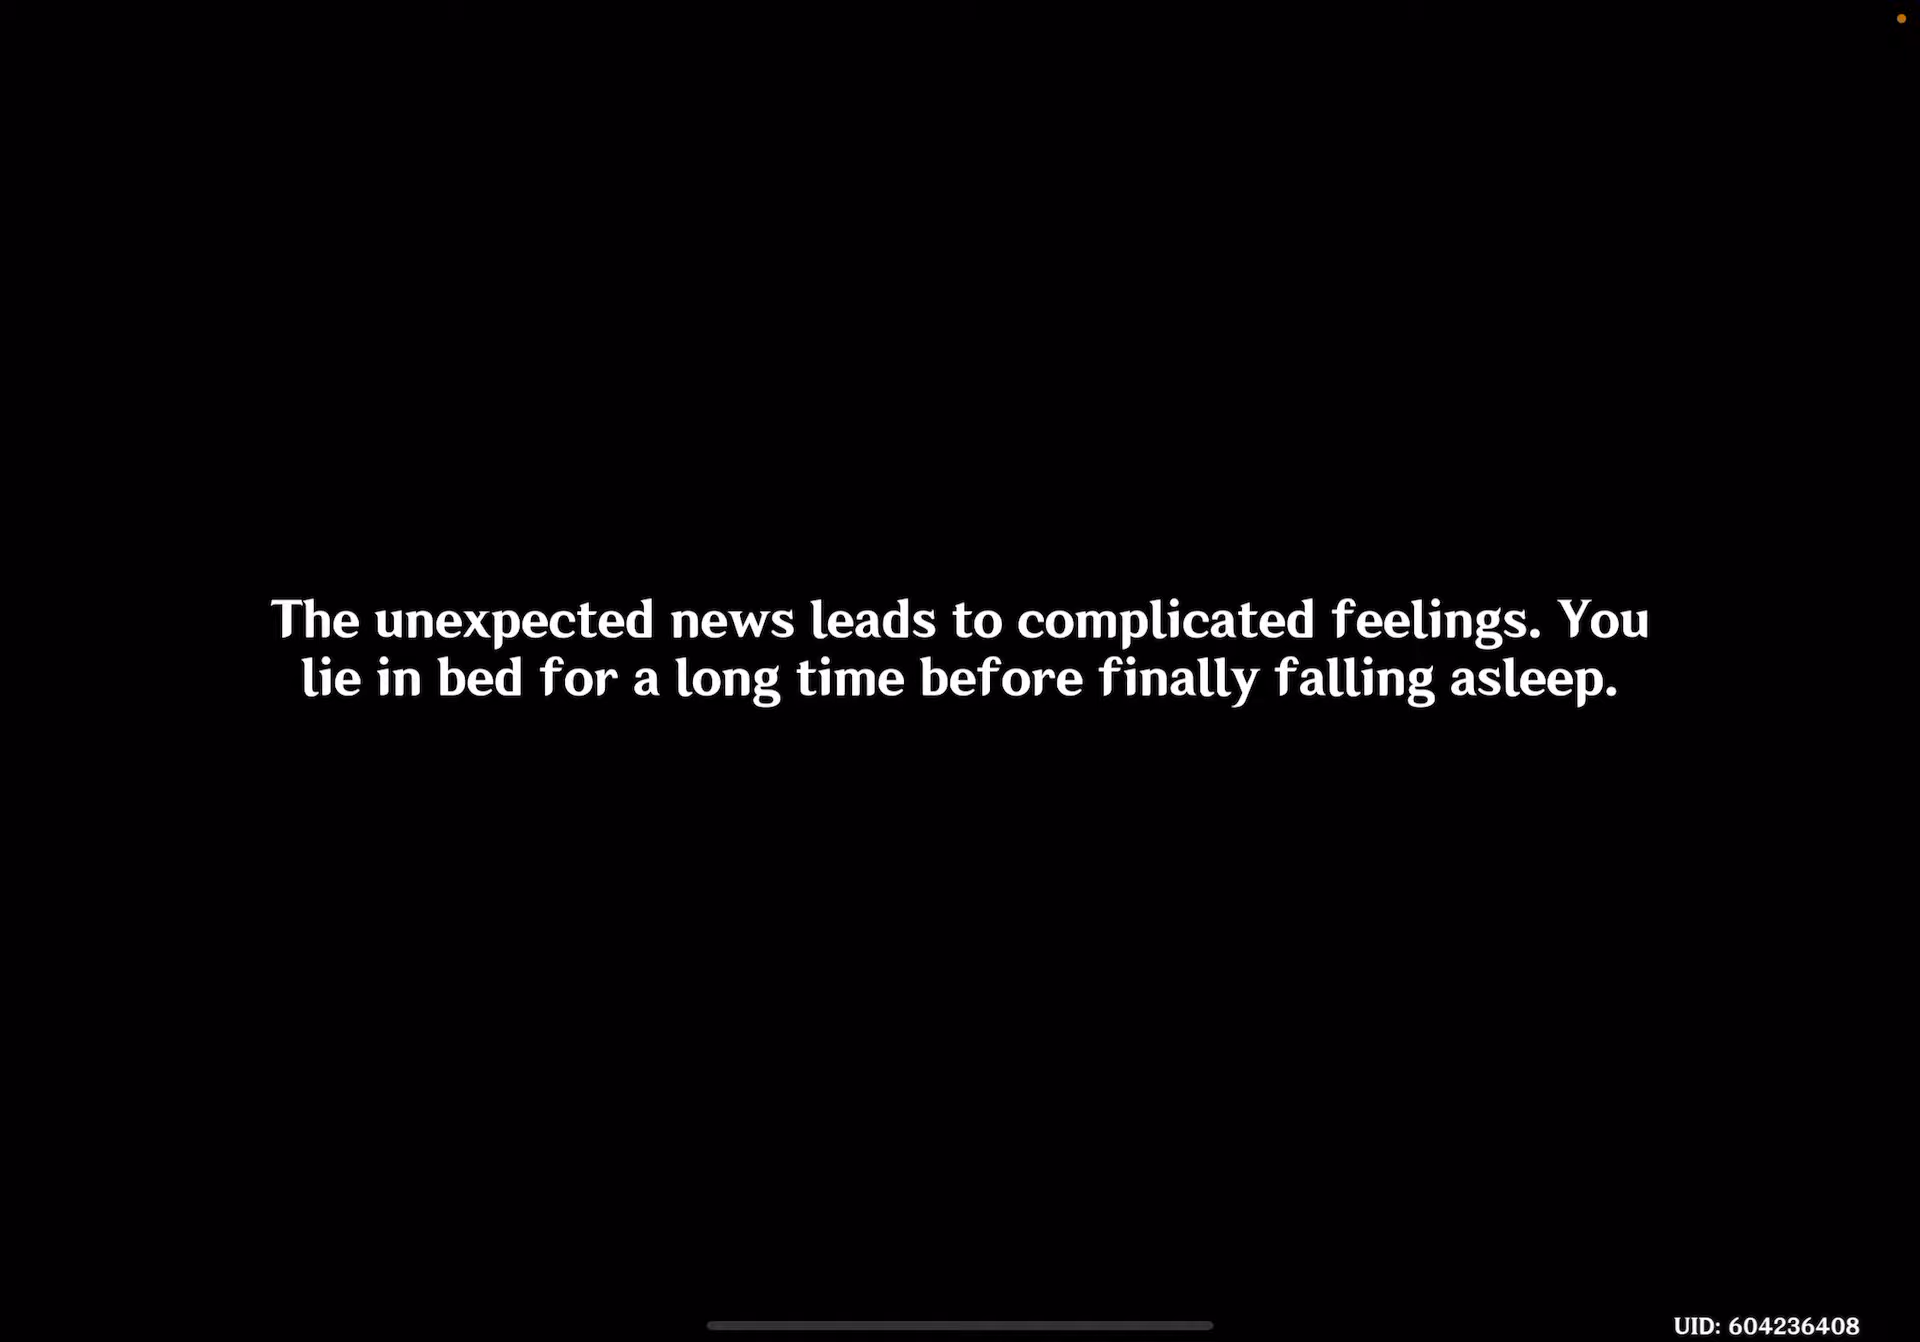 The unexpected news leads to complicated feelings. You
lie in bed for a long time before finally falling asleep.
UID: 604236408